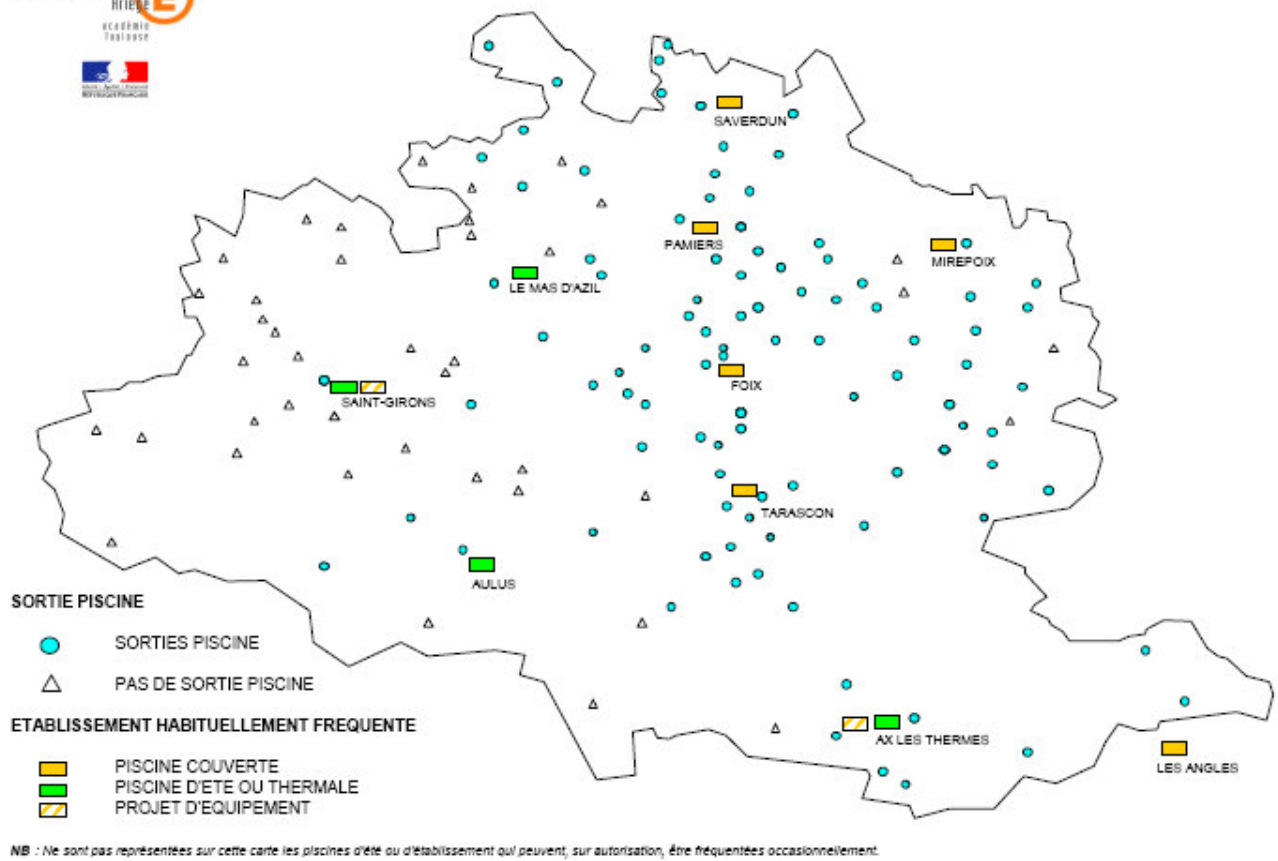 Ariège
académie
Toulouse
RÉPUBLIQUE FRANÇAISE
SAVERDUN
PAMIERS
MIREPOIX
LE MAS D'AZIL
FOIX
SAINT-GIRONS
TARASCON
AULUS
AX LES THERMES
LES ANGLES
SORTIE PISCINE
SORTIES PISCINE
PAS DE SORTIE PISCINE
ETABLISSEMENT HABITUELLEMENT FREQUENTE
PISCINE COUVERTE
PISCINE D'ETE OU THERMALE
PROJET D'EQUIPEMENT
NB : Ne sont pas représentées sur cette carte les piscines d'été ou d'établissement qui peuvent, sur autorisation, être fréquentées occasionnellement.